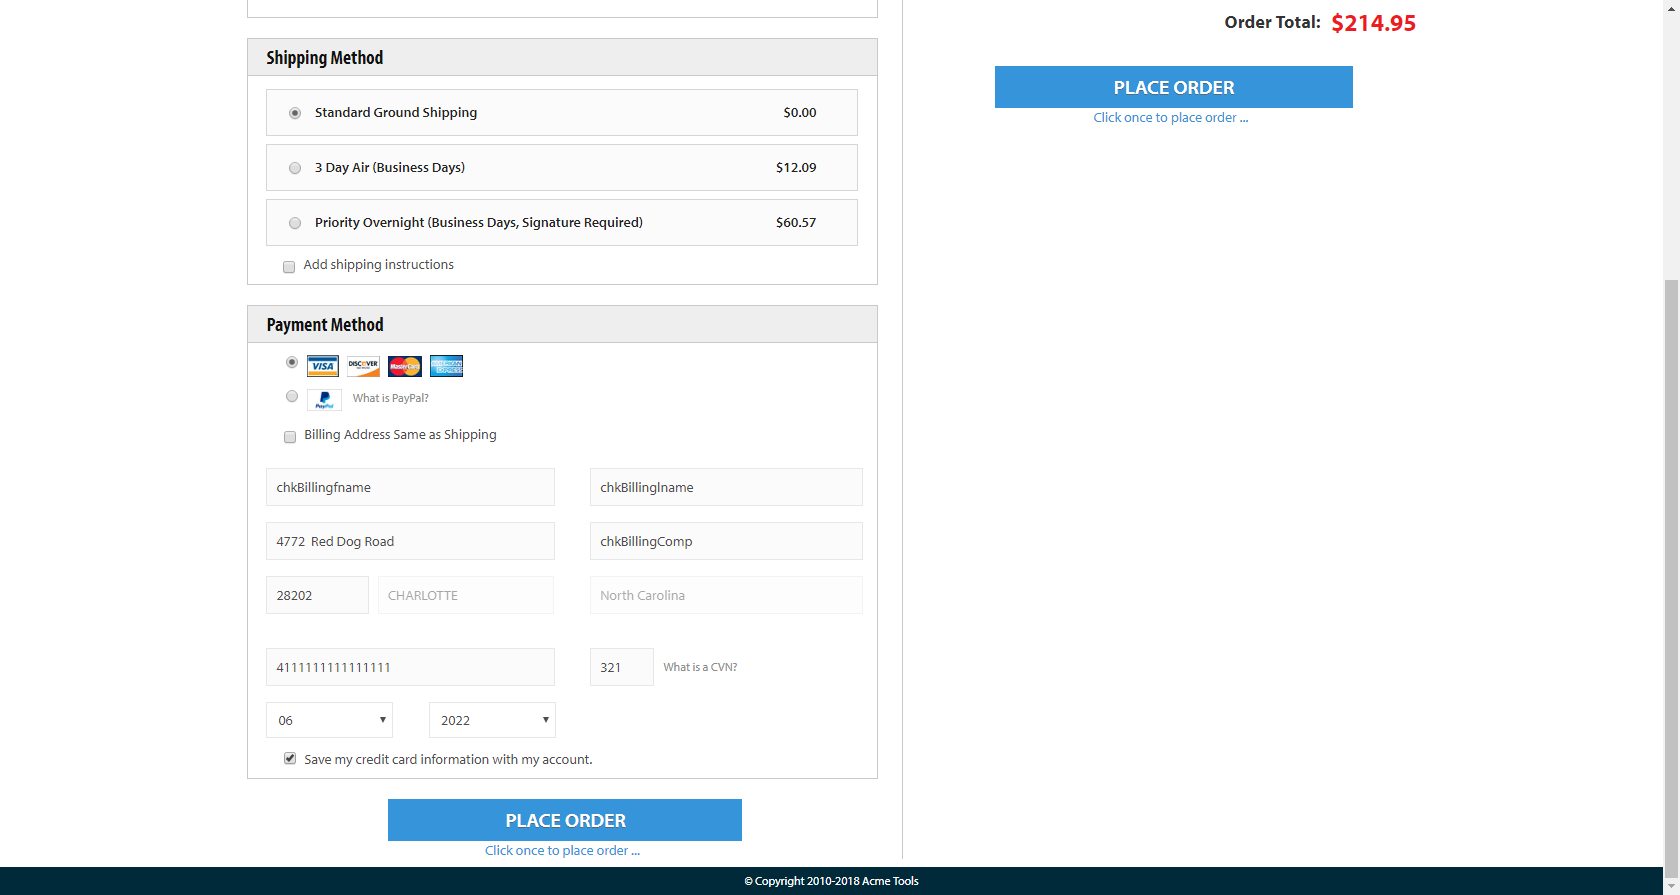 Order Total: $214.95
PLACE ORDER
Click once to place order ...
Shipping Method
Standard Ground Shipping $0.00
3 Day Air (Business Days) $12.09
Priority Overnight (Business Days, Signature Required) $60.57
Add shipping instructions
Payment Method
VISA DISCOVER MasterCard AMERICAN EXPRESS
PayPal What is PayPal?
Billing Address Same as Shipping
chkBillingfname chkBillinglname
4772  Red Dog Road chkBillingComp
28202 CHARLOTTE North Carolina
4111111111111111 321 What is a CVN?
06 2022
Save my credit card information with my account.
PLACE ORDER
Click once to place order ...
© Copyright 2010-2018 Acme Tools